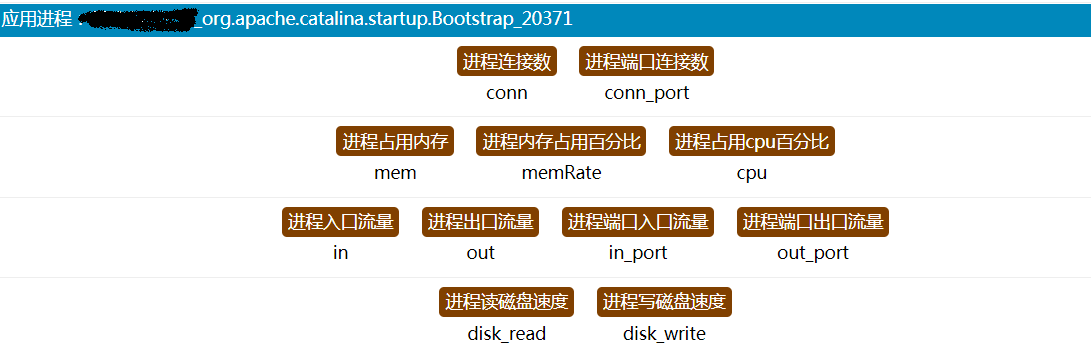 应用进程：_org.apache.catalina.startup.Bootstrap_20371
进程连接数 进程端口连接数
conn conn_port
进程占用内存 进程内存占用百分比 进程占用cpu百分比
mem memRate cpu
进程入口流量 进程出口流量 进程端口入口流量 进程端口出口流量
in out in_port out_port
进程读磁盘速度 进程写磁盘速度
disk_read disk_write